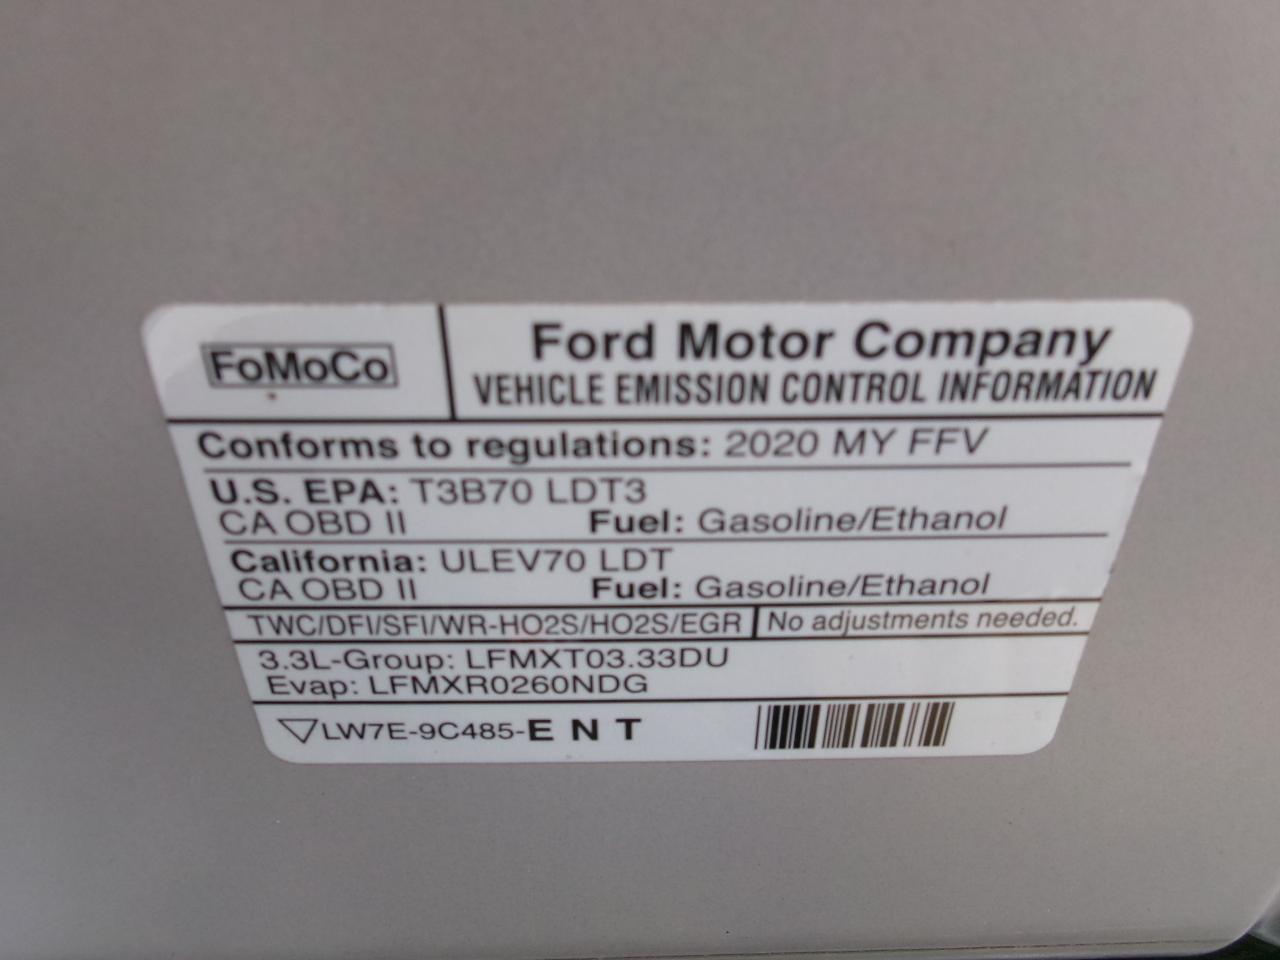 FoMoCo
Ford Motor Company
VEHICLE EMISSION CONTROL INFORMATION
Conforms to regulations: 2020 MY FFV
U.S. EPA: T3B70 LDT3
CA OBD II Fuel: Gasoline/Ethanol
California: ULEV70 LDT
CA OBD II Fuel: Gasoline/Ethanol
TWC/DFI/SFI/WR-HO2S/HO2S/EGR No adjustments needed.
3.3L-Group: LFMXT03.33DU
Evap: LFMXR0260NDG
LW7E-9C485-E N T